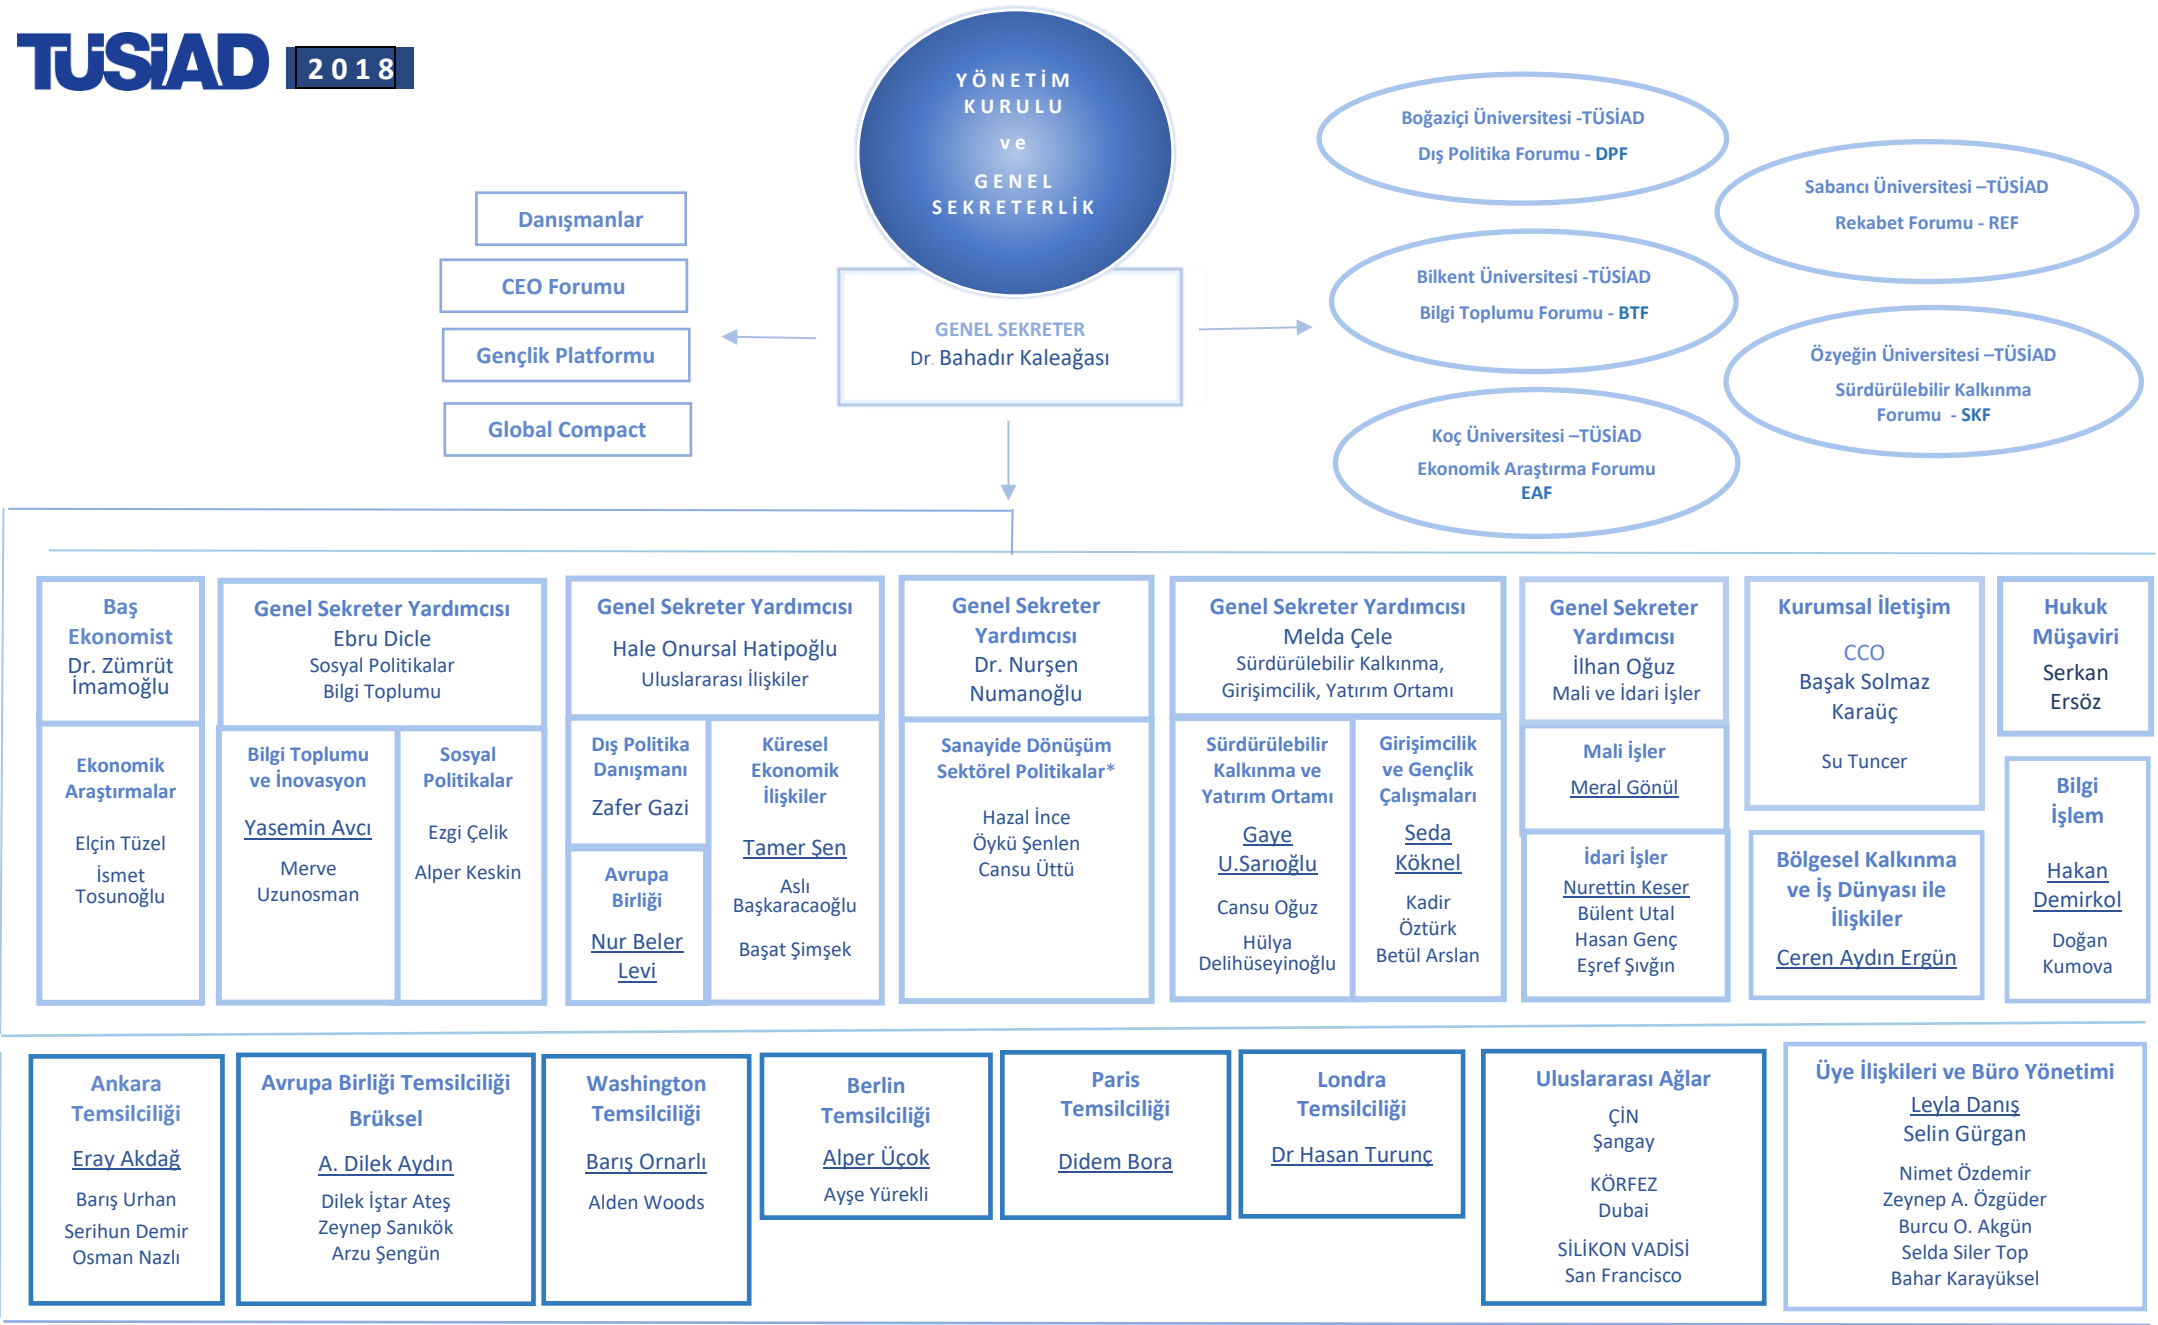 TÜSİAD
2018
YÖNETİM
KURULU
ve
GENEL
SEKRETERLİK
GENEL SEKRETER
Dr. Bahadır Kaleağası
Danışmanlar
CEO Forumu
Gençlik Platformu
Global Compact
Boğaziçi Üniversitesi -TÜSİAD
Dış Politika Forumu - DPF
Sabancı Üniversitesi –TÜSİAD
Rekabet Forumu - REF
Bilkent Üniversitesi -TÜSİAD
Bilgi Toplumu Forumu - BTF
Özyeğin Üniversitesi –TÜSİAD
Sürdürülebilir Kalkınma
Forumu - SKF
Koç Üniversitesi –TÜSİAD
Ekonomik Araştırma Forumu
EAF
Baş
Ekonomist
Dr. Zümrüt
İmamoğlu
Ekonomik
Araştırmalar
Elçin Tüzel
İsmet
Tosunoğlu
Genel Sekreter Yardımcısı
Ebru Dicle
Sosyal Politikalar
Bilgi Toplumu
Bilgi Toplumu
ve İnovasyon
Yasemin Avcı
Merve
Uzunosman
Sosyal
Politikalar
Ezgi Çelik
Alper Keskin
Genel Sekreter Yardımcısı
Hale Onursal Hatipoğlu
Uluslararası İlişkiler
Dış Politika
Danışmanı
Zafer Gazi
Avrupa
Birliği
Nur Beler
Levi
Küresel
Ekonomik
İlişkiler
Tamer Şen
Aslı
Başkaracaoğlu
Başat Şimşek
Genel Sekreter
Yardımcısı
Dr. Nurşen
Numanoğlu
Sanayide Dönüşüm
Sektörel Politikalar*
Hazal İnce
Öykü Şenlen
Cansu Üttü
Genel Sekreter Yardımcısı
Melda Çele
Sürdürülebilir Kalkınma,
Girişimcilik, Yatırım Ortamı
Sürdürülebilir
Kalkınma ve
Yatırım Ortamı
Gaye
U.Sarıoğlu
Cansu Oğuz
Hülya
Delihüseyinoğlu
Girişimcilik
ve Gençlik
Çalışmaları
Seda
Köknel
Kadir
Öztürk
Betül Arslan
Genel Sekreter
Yardımcısı
İlhan Oğuz
Mali ve İdari İşler
Mali İşler
Meral Gönül
İdari İşler
Nurettin Keser
Bülent Utal
Hasan Genç
Eşref Şıvğın
Kurumsal İletişim
CCO
Başak Solmaz
Karaüç
Su Tuncer
Bölgesel Kalkınma
ve İş Dünyası ile
İlişkiler
Ceren Aydın Ergün
Hukuk
Müşaviri
Serkan
Ersöz
Bilgi
İşlem
Hakan
Demirkol
Doğan
Kumova
Ankara
Temsilciliği
Eray Akdağ
Barış Urhan
Serihun Demir
Osman Nazlı
Avrupa Birliği Temsilciliği
Brüksel
A. Dilek Aydın
Dilek İştar Ateş
Zeynep Sanıkök
Arzu Şengün
Washington
Temsilciliği
Barış Ornarlı
Alden Woods
Berlin
Temsilciliği
Alper Üçok
Ayşe Yürekli
Paris
Temsilciliği
Didem Bora
Londra
Temsilciliği
Dr Hasan Turunç
Uluslararası Ağlar
ÇİN
Şangay
KÖRFEZ
Dubai
SİLİKON VADİSİ
San Francisco
Üye İlişkileri ve Büro Yönetimi
Leyla Danış
Selin Gürgan
Nimet Özdemir
Zeynep A. Özgüder
Burcu O. Akgün
Selda Siler Top
Bahar Karayüksel